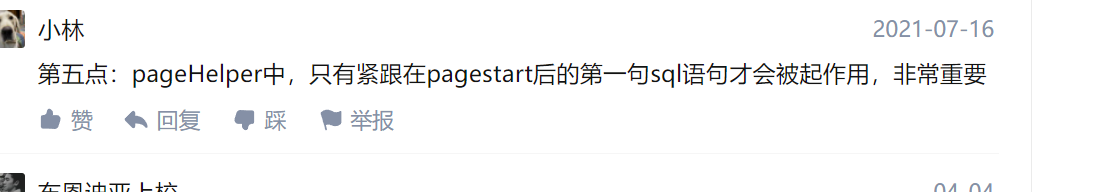 小林
2021-07-16
第五点：pageHelper中，只有紧跟在pagestart后的第一句sql语句才会被起作用，非常重要
赞 回复 踩 举报
04-04